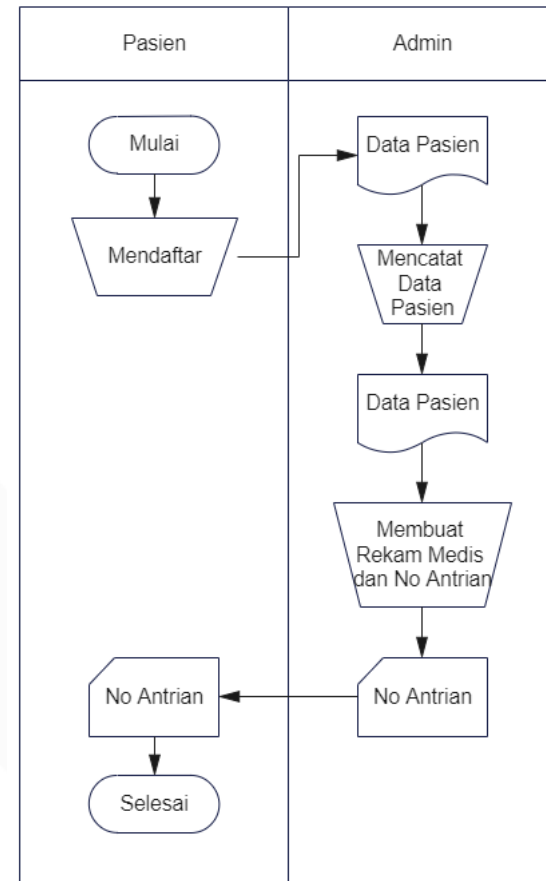 Pasien
Admin
Mulai
Data Pasien
Mendaftar
Mencatat
Data
Pasien
Data Pasien
Membuat
Rekam Medis
dan No Antrian
No Antrian
No Antrian
Selesai